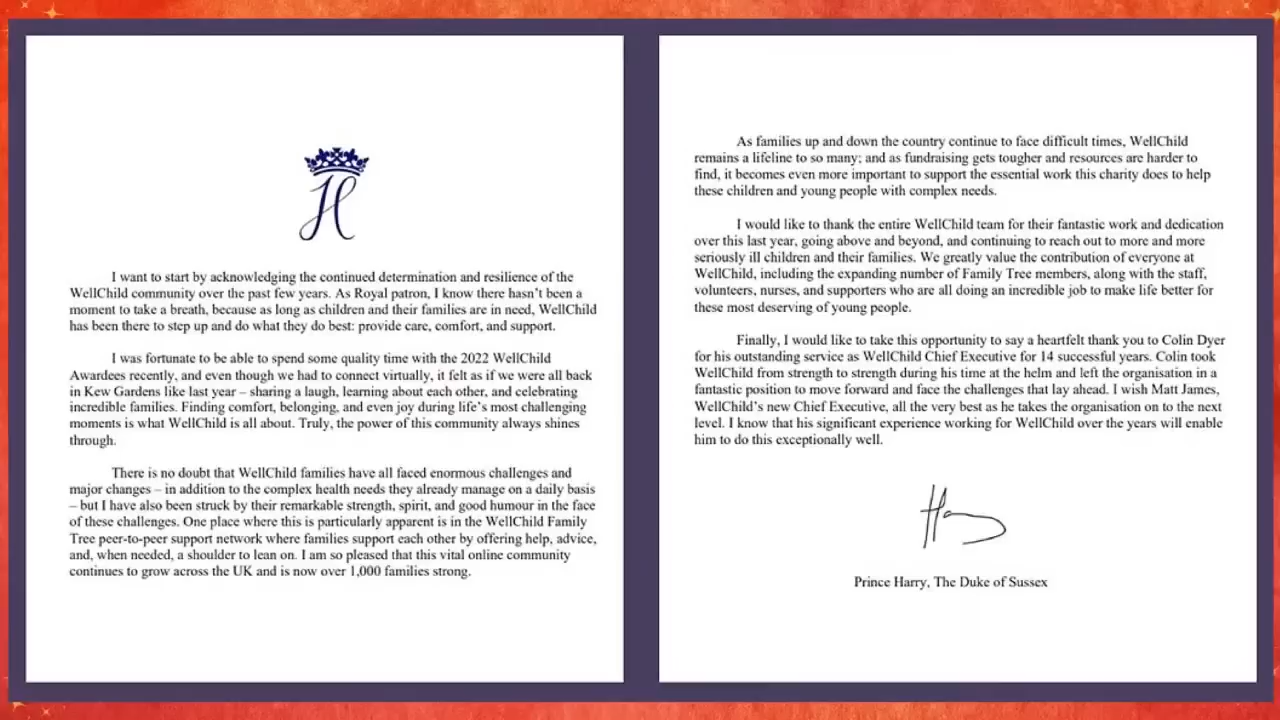 H
I want to start by acknowledging the continued determination and resilience of the
WellChild community over the past few years. As Royal patron, I know there hasn't been a
moment to take a breath, because as long as children and their families are in need, WellChild
has been there to step up and do what they do best: provide care, comfort, and support.
I was fortunate to be able to spend some quality time with the 2022 WellChild
Awardees recently, and even though we had to connect virtually, it felt as if we were all back
in Kew Gardens like last year – sharing a laugh, learning about each other, and celebrating
incredible families. Finding comfort, belonging, and even joy during life's most challenging
moments is what WellChild is all about. Truly, the power of this community always shines
through.
There is no doubt that WellChild families have all faced enormous challenges and
major changes – in addition to the complex health needs they already manage on a daily basis
– but I have also been struck by their remarkable strength, spirit, and good humour in the face
of these challenges. One place where this is particularly apparent is in the WellChild Family
Tree peer-to-peer support network where families support each other by offering help, advice,
and, when needed, a shoulder to lean on. I am so pleased that this vital online community
continues to grow across the UK and is now over 1,000 families strong.
As families up and down the country continue to face difficult times, WellChild
remains a lifeline to so many; and as fundraising gets tougher and resources are harder to
find, it becomes even more important to support the essential work this charity does to help
these children and young people with complex needs.
I would like to thank the entire WellChild team for their fantastic work and dedication
over this last year, going above and beyond, and continuing to reach out to more and more
seriously ill children and their families. We greatly value the contribution of everyone at
WellChild, including the expanding number of Family Tree members, along with the staff,
volunteers, nurses, and supporters who are all doing an incredible job to make life better for
these most deserving of young people.
Finally, I would like to take this opportunity to say a heartfelt thank you to Colin Dyer
for his outstanding service as WellChild Chief Executive for 14 successful years. Colin took
WellChild from strength to strength during his time at the helm and left the organisation in a
fantastic position to move forward and face the challenges that lay ahead. I wish Matt James,
WellChild's new Chief Executive, all the very best as he takes the organisation on to the next
level. I know that his significant experience working for WellChild over the years will enable
him to do this exceptionally well.
Harry
Prince Harry, The Duke of Sussex